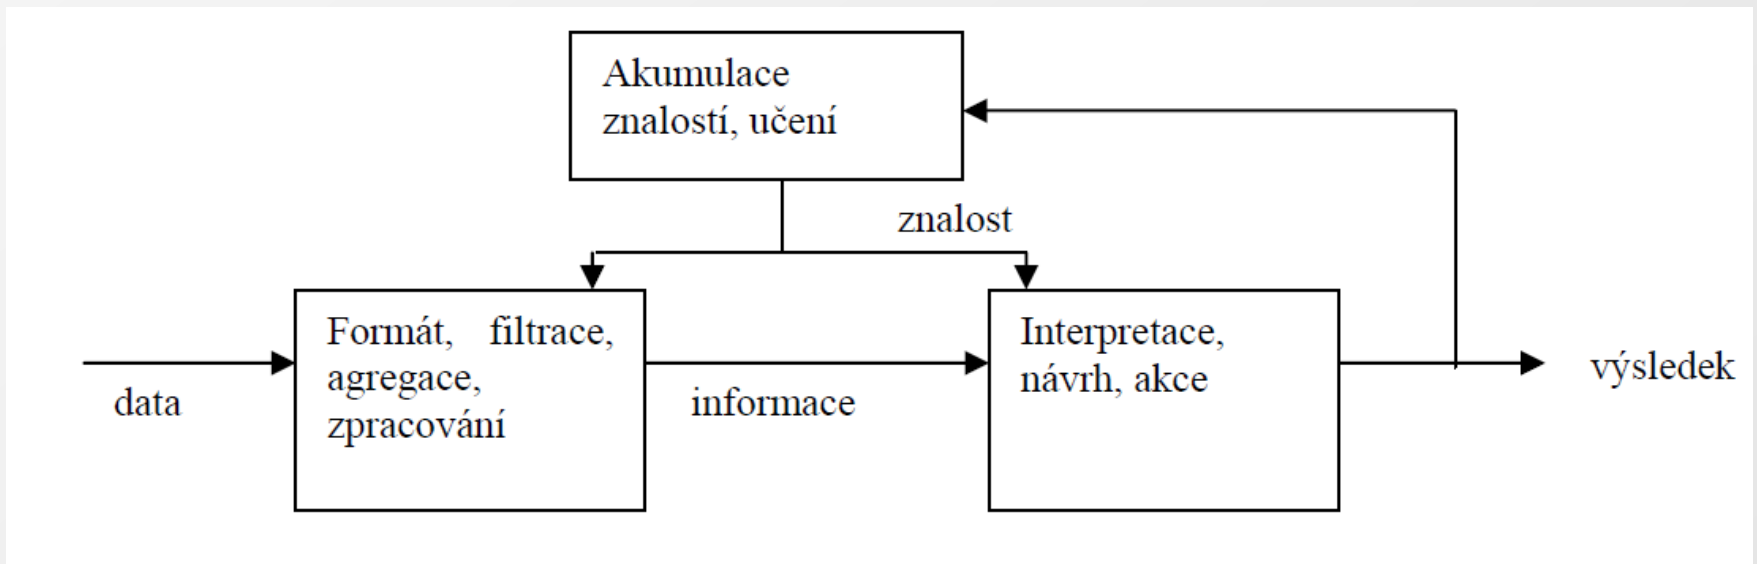 Akumulace
znalostí, učení
znalost
Formát, filtrace,
agregace,
zpracování
Interpretace,
návrh, akce
data
informace
výsledek